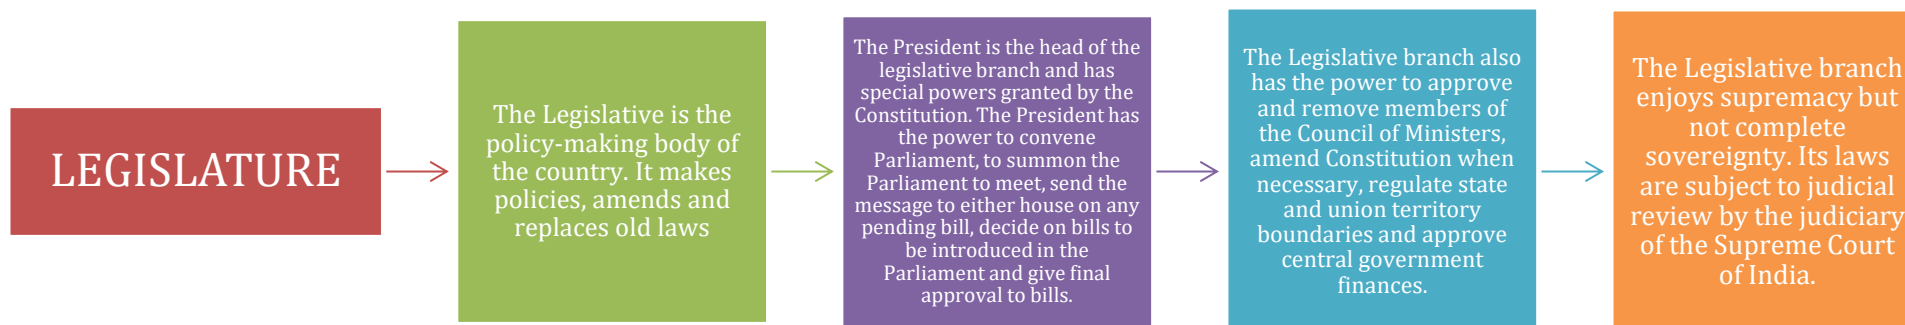 LEGISLATURE
The Legislative is the
policy-making body of
the country. It makes
policies, amends and
replaces old laws
The President is the head of the
legislative branch and has
special powers granted by the
Constitution. The President has
the power to convene
Parliament, to summon the
Parliament to meet, send the
message to either house on any
pending bill, decide on bills to
be introduced in the
Parliament and give final
approval to bills.
The Legislative branch also
has the power to approve
and remove members of
the Council of Ministers,
amend Constitution when
necessary, regulate state
and union territory
boundaries and approve
central government
finances.
The Legislative branch
enjoys supremacy but
not complete
sovereignty. Its laws
are subject to judicial
review by the judiciary
of the Supreme Court
of India.